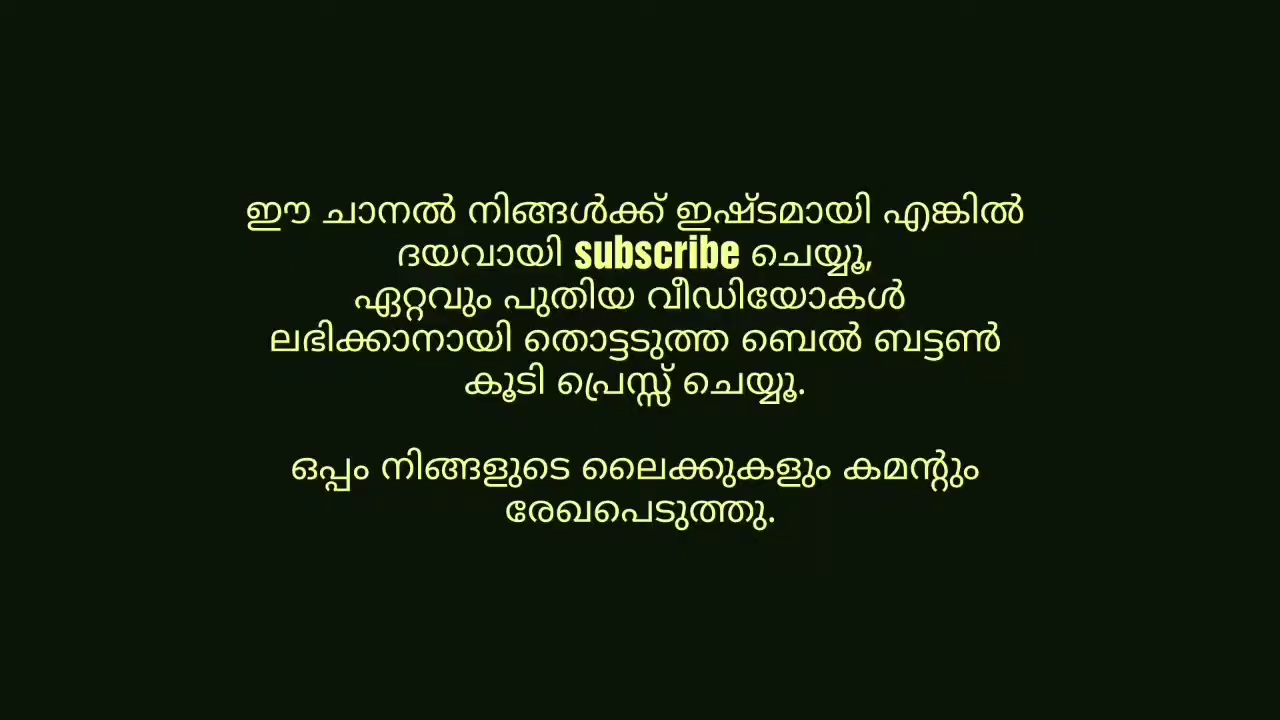 ഈ ചാനൽ നിങ്ങൾക്ക് ഇഷ്ടമായി എങ്കിൽ
ദയവായി subscribe ചെയ്യൂ,
ഏറ്റവും പുതിയ വീഡിയോകൾ
ലഭിക്കാനായി തൊട്ടടുത്ത ബെൽ ബട്ടൺ
കൂടി പ്രെസ്സ് ചെയ്യൂ.
ഒപ്പം നിങ്ങളുടെ ലൈക്കുകളും കമന്റും
രേഖപെടുത്തു.